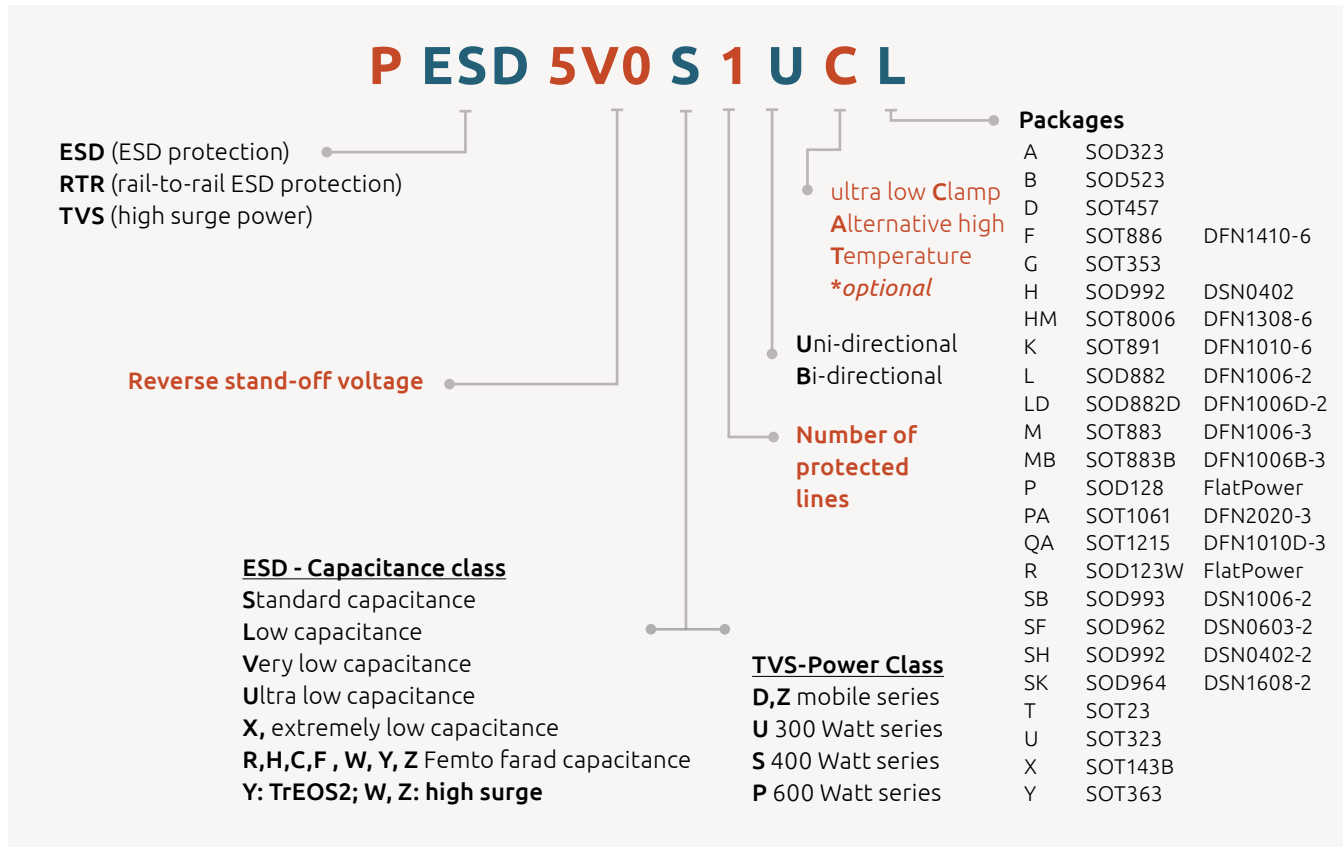 P ESD 5V0 S 1 U C L
ESD (ESD protection)
RTR (rail-to-rail ESD protection)
TVS (high surge power)
Reverse stand-off voltage
ESD - Capacitance class
Standard capacitance
Low capacitance
Very low capacitance
Ultra low capacitance
X, extremely low capacitance
R,H,C,F , W, Y, Z Femto farad capacitance
Y: TrEOS2; W, Z: high surge
TVS-Power Class
D,Z mobile series
U 300 Watt series
S 400 Watt series
P 600 Watt series
Number of
protected
lines
Uni-directional
Bi-directional
ultra low Clamp
Alternative high
Temperature
*optional
Packages
A SOD323
B SOD523
D SOT457
F SOT886 DFN1410-6
G SOT353
H SOD992 DSN0402
HM SOT8006 DFN1308-6
K SOT891 DFN1010-6
L SOD882 DFN1006-2
LD SOD882D DFN1006D-2
M SOT883 DFN1006-3
MB SOT883B DFN1006B-3
P SOD128 FlatPower
PA SOT1061 DFN2020-3
QA SOT1215 DFN1010D-3
R SOD123W FlatPower
SB SOD993 DSN1006-2
SF SOD962 DSN0603-2
SH SOD992 DSN0402-2
SK SOD964 DSN1608-2
T SOT23
U SOT323
X SOT143B
Y SOT363